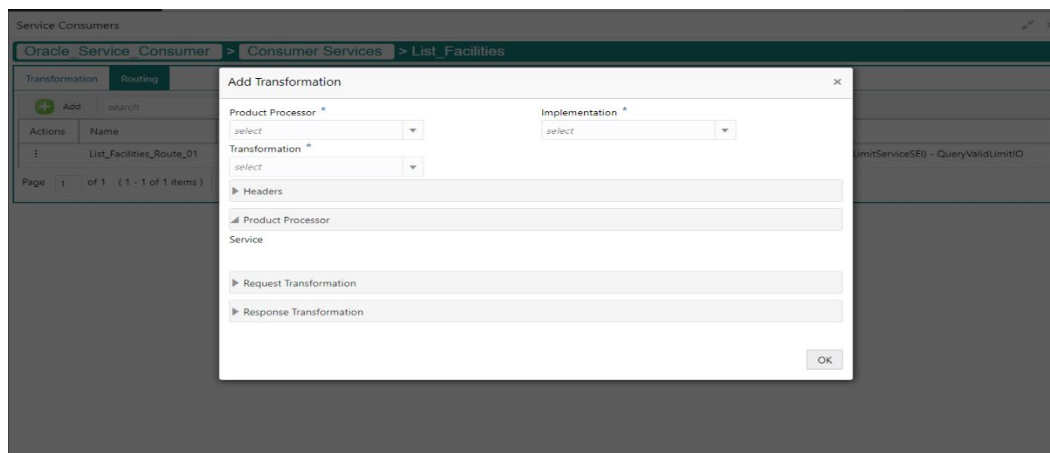 Service Consumers
Oracle_Service_Consumer > Consumer Services > List_Facilities
Transformation Routing
Add search
Actions Name
List_Facilities_Route_01 LimitServiceSEI) - QueryValidLimitIO
Page 1 of 1 ( 1 - 1 of 1 items )
Add Transformation ×
Product Processor * Implementation *
select select
Transformation *
select
Headers
Product Processor
Service
Request Transformation
Response Transformation
OK